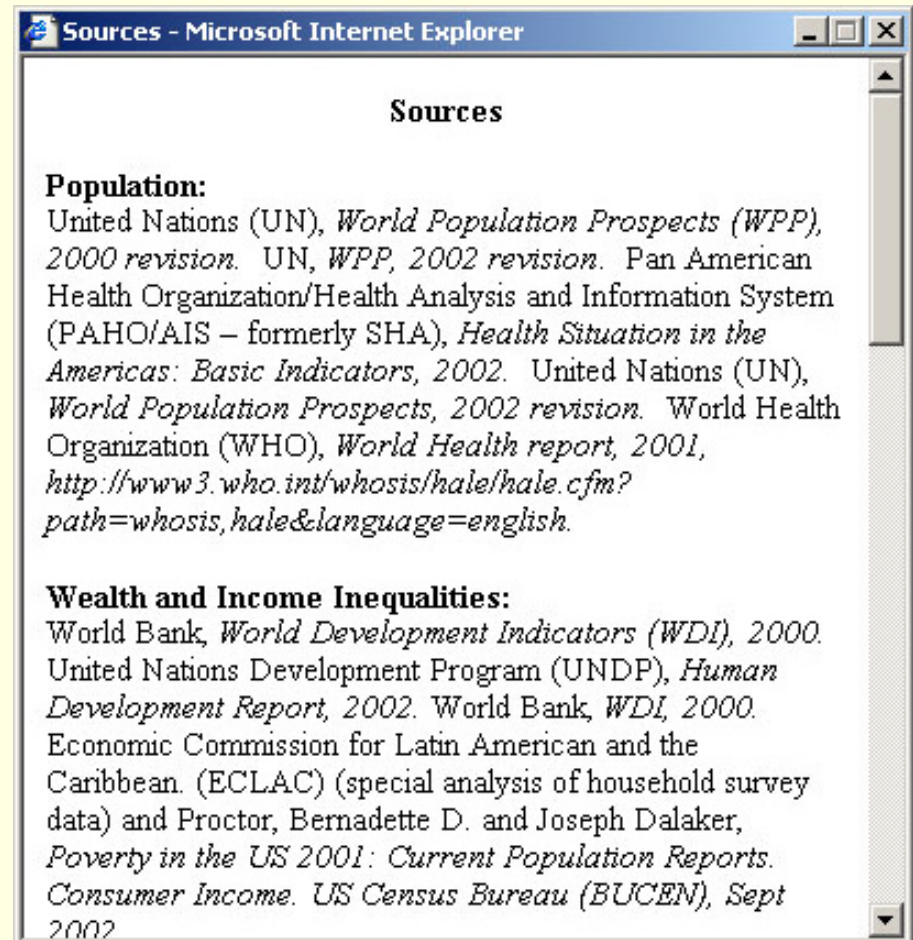 Sources - Microsoft Internet Explorer
Sources
Population:
United Nations (UN), World Population Prospects (WPP),
2000 revision. UN, WPP, 2002 revision. Pan American
Health Organization/Health Analysis and Information System
(PAHO/AIS – formerly SHA), Health Situation in the
Americas: Basic Indicators, 2002. United Nations (UN),
World Population Prospects, 2002 revision. World Health
Organization (WHO), World Health report, 2001,
http://www3.who.int/whosis/hale/hale.cfm?
path=whosis,hale&language=english.
Wealth and Income Inequalities:
World Bank, World Development Indicators (WDI), 2000.
United Nations Development Program (UNDP), Human
Development Report, 2002. World Bank, WDI, 2000.
Economic Commission for Latin American and the
Caribbean. (ECLAC) (special analysis of household survey
data) and Proctor, Bernadette D. and Joseph Dalaker,
Poverty in the US 2001: Current Population Reports.
Consumer Income. US Census Bureau (BUCEN), Sept
2002